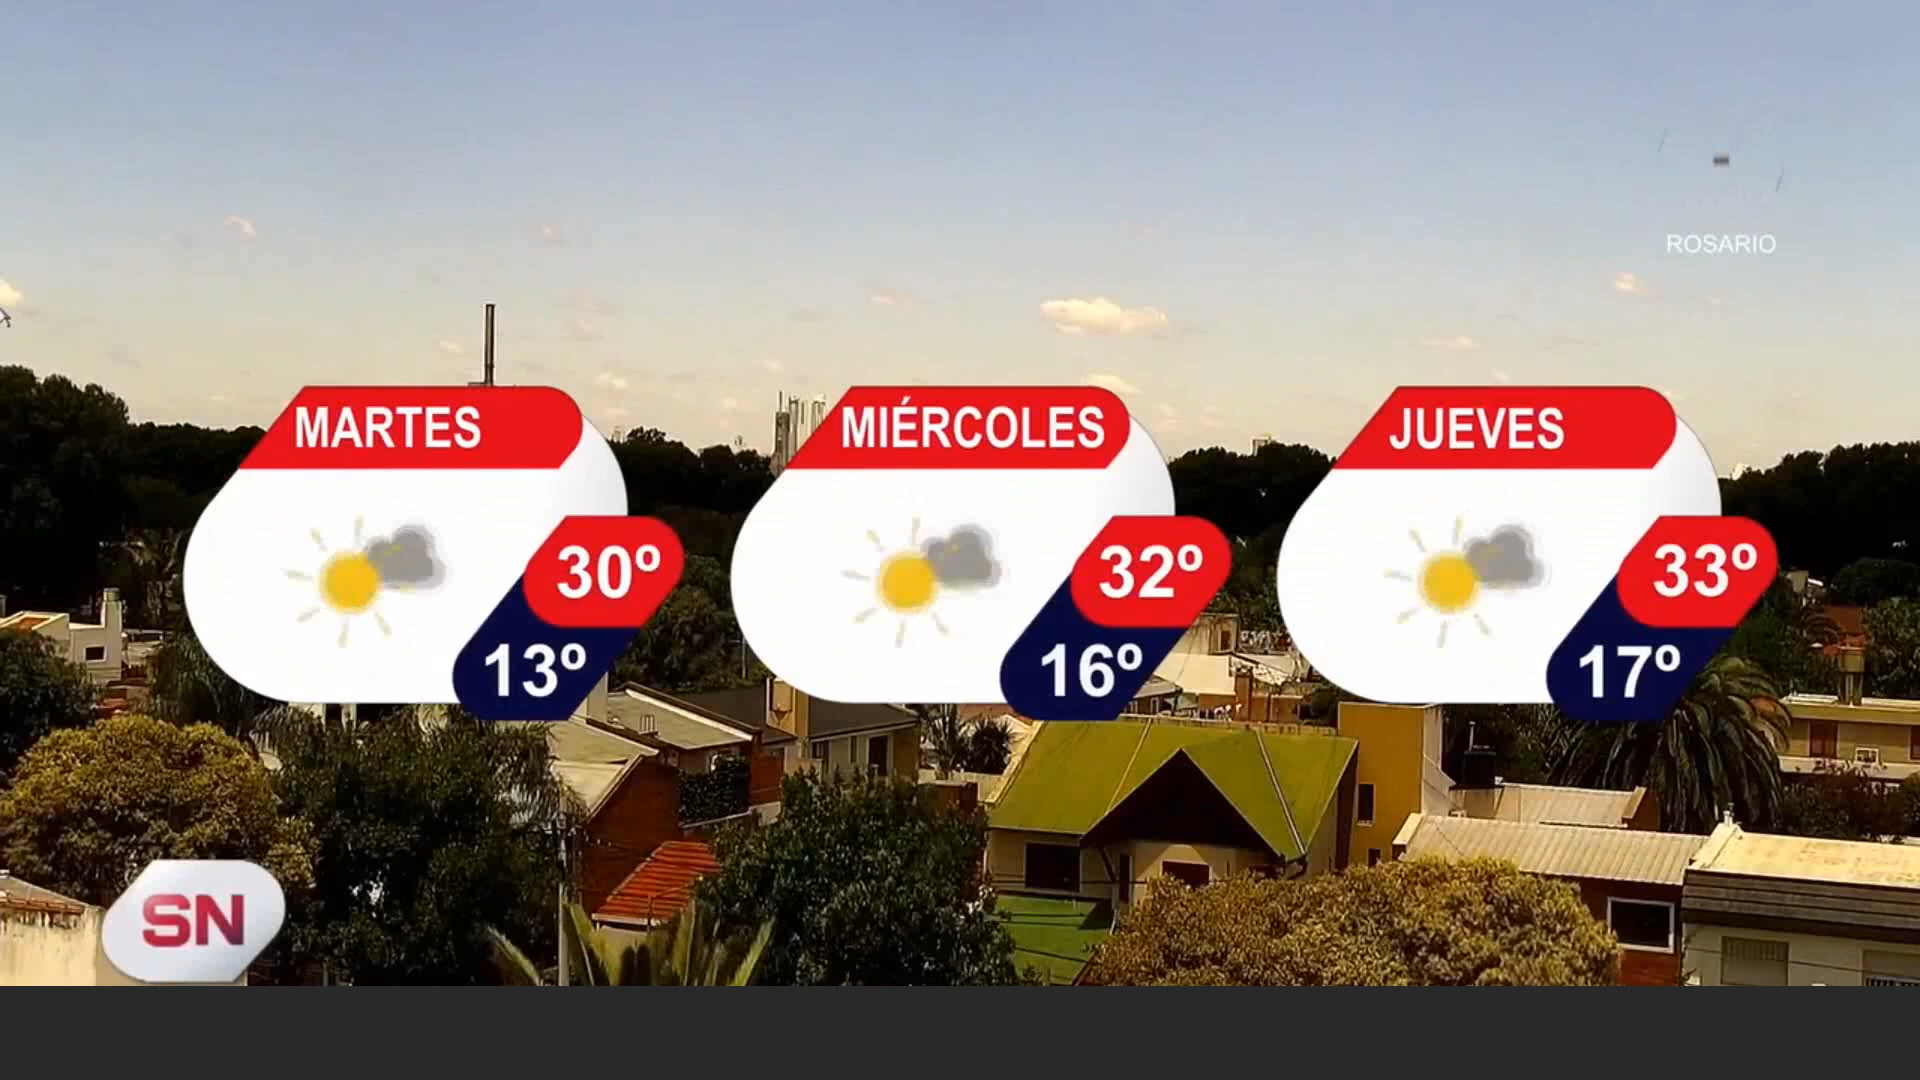 ROSARIO
MARTES
30º
13º
MIÉRCOLES
32º
16º
JUEVES
33º
17º
SN